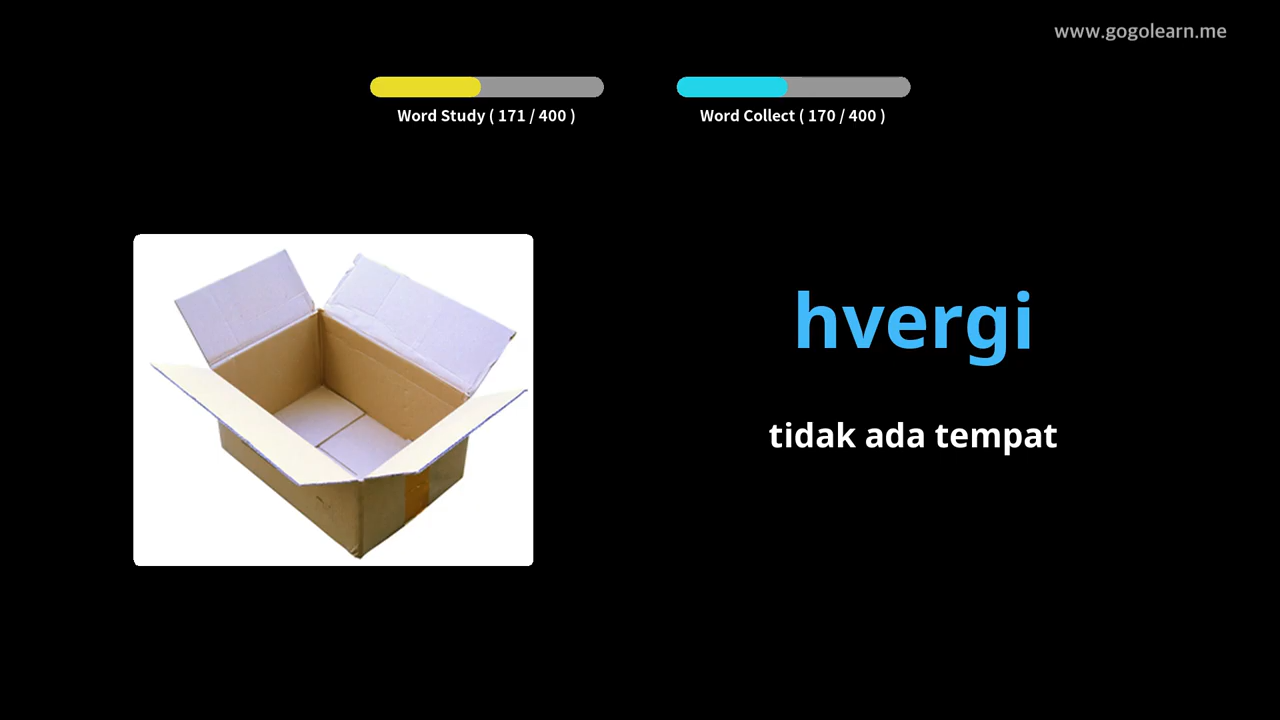 www.gogolearn.me
Word Study ( 171 / 400 )
Word Collect ( 170 / 400 )
hvergi
tidak ada tempat